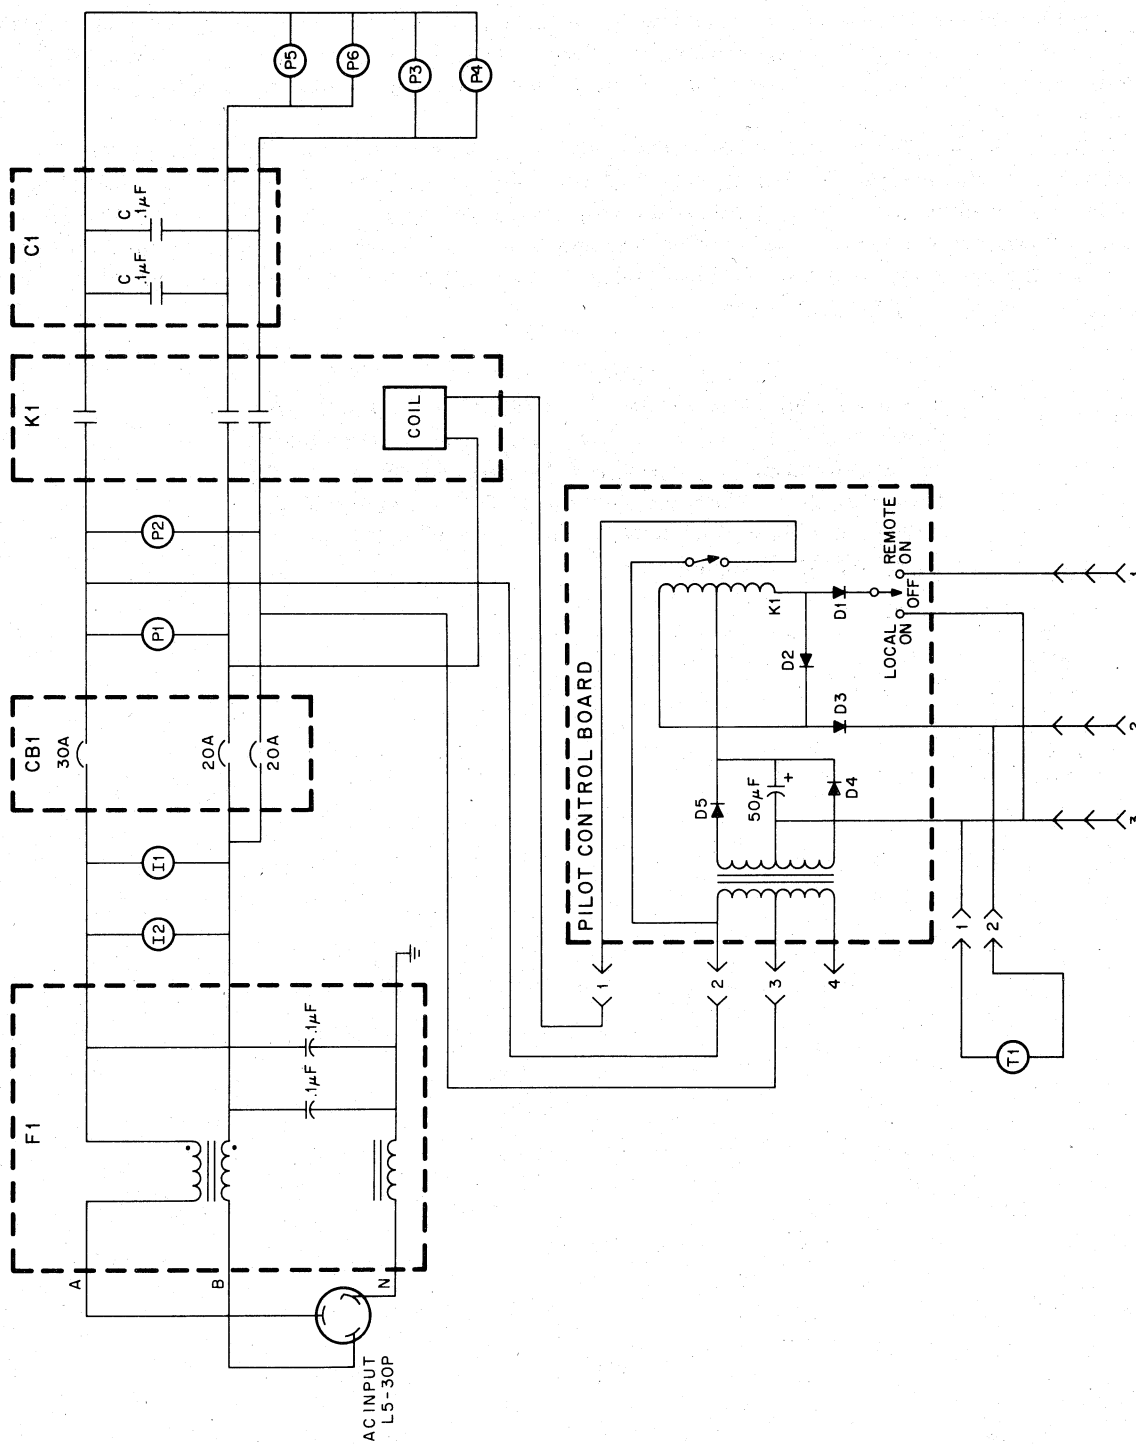 AC INPUT
L5-30P
A
B
N
F1
.1µF
.1µF
I2
I1
CB1
30A
20A
20A
P1
P2
K1
COIL
C1
C
.1µF
C
.1µF
P5
P6
P3
P4
PILOT CONTROL BOARD
1
2
3
4
D5
50µF
+
D4
D3
D2
K1
D1
LOCAL
ON
OFF
REMOTE
ON
1
2
T1
3
2
1